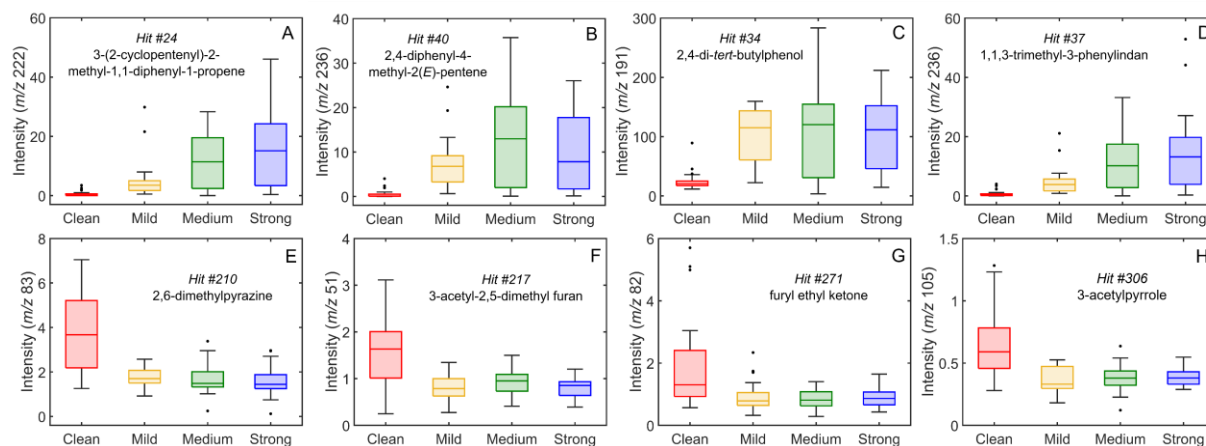 A
Hit #24
3-(2-cyclopentenyl)-2-
methyl-1,1-diphenyl-1-propene
Intensity (m/z 222)
60
40
20
0
Clean Mild Medium Strong
B
Hit #40
2,4-diphenyl-4-
methyl-2(E)-pentene
Intensity (m/z 236)
40
30
20
10
0
Clean Mild Medium Strong
C
Hit #34
2,4-di-tert-butylphenol
Intensity (m/z 191)
300
200
100
0
Clean Mild Medium Strong
D
Hit #37
1,1,3-trimethyl-3-phenylindan
Intensity (m/z 236)
60
40
20
0
Clean Mild Medium Strong
E
Hit #210
2,6-dimethylpyrazine
Intensity (m/z 83)
8
6
4
2
0
Clean Mild Medium Strong
F
Hit #217
3-acetyl-2,5-dimethyl furan
Intensity (m/z 51)
4
3
2
1
0
Clean Mild Medium Strong
G
Hit #271
furyl ethyl ketone
Intensity (m/z 82)
6
4
2
0
Clean Mild Medium Strong
H
Hit #306
3-acetylpyrrole
Intensity (m/z 105)
1.5
1
0.5
0
Clean Mild Medium Strong